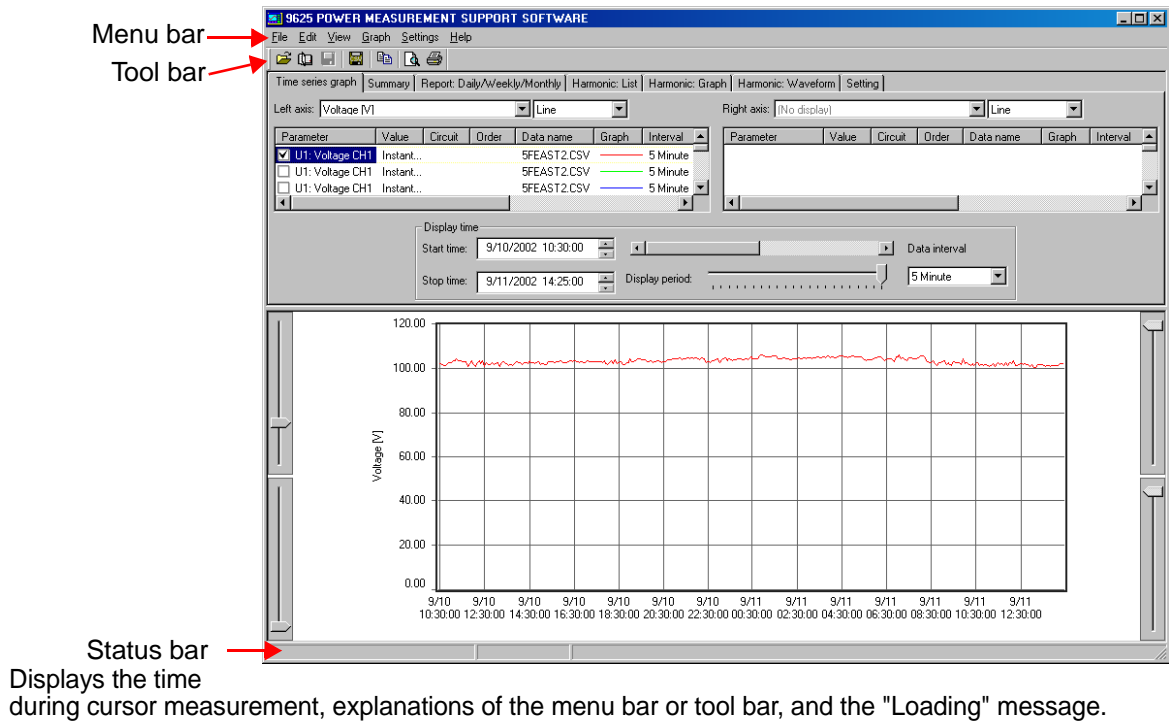 9625 POWER MEASUREMENT SUPPORT SOFTWARE
Menu bar
File Edit View Graph Settings Help
Tool bar
Time series graph Summary Report: Daily/Weekly/Monthly Harmonic: List Harmonic: Graph Harmonic: Waveform Setting
Left axis: Voltage [V] Line Right axis: (No display) Line
Parameter Value Circuit Order Data name Graph Interval Parameter Value Circuit Order Data name Graph Interval
U1: Voltage CH1 Instant... 5FEAST2.CSV 5 Minute
U1: Voltage CH1 Instant... 5FEAST2.CSV 5 Minute
U1: Voltage CH1 Instant... 5FEAST2.CSV 5 Minute
Display time
Start time: 9/10/2002 10:30:00 Data interval
Stop time: 9/11/2002 14:25:00 Display period: 5 Minute
120.00
100.00
80.00
Voltage [V]
60.00
40.00
20.00
0.00
9/10 9/10 9/10 9/10 9/10 9/10 9/10 9/11 9/11 9/11 9/11 9/11 9/11 9/11
10:30:00 12:30:00 14:30:00 16:30:00 18:30:00 20:30:00 22:30:00 00:30:00 02:30:00 04:30:00 06:30:00 08:30:00 10:30:00 12:30:00
Status bar
Displays the time
during cursor measurement, explanations of the menu bar or tool bar, and the "Loading" message.